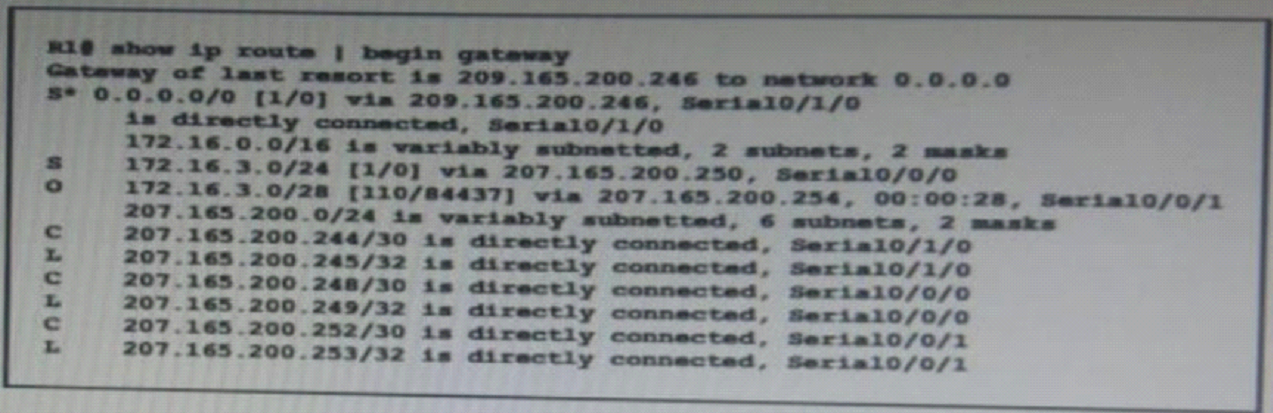 R1# show ip route | begin gateway
Gateway of last resort is 209.165.200.246 to network 0.0.0.0
S* 0.0.0.0/0 [1/0] via 209.165.200.246, Serial0/1/0
is directly connected, Serial0/1/0
172.16.0.0/16 is variably subnetted, 2 subnets, 2 masks
S 172.16.3.0/24 [1/0] via 207.165.200.250, Serial0/0/0
O 172.16.3.0/28 [110/84437] via 207.165.200.254, 00:00:28, Serial0/0/1
207.165.200.0/24 is variably subnetted, 6 subnets, 2 masks
C 207.165.200.244/30 is directly connected, Serial0/1/0
L 207.165.200.245/32 is directly connected, Serial0/1/0
C 207.165.200.248/30 is directly connected, Serial0/0/0
L 207.165.200.249/32 is directly connected, Serial0/0/0
C 207.165.200.252/30 is directly connected, Serial0/0/1
L 207.165.200.253/32 is directly connected, Serial0/0/1